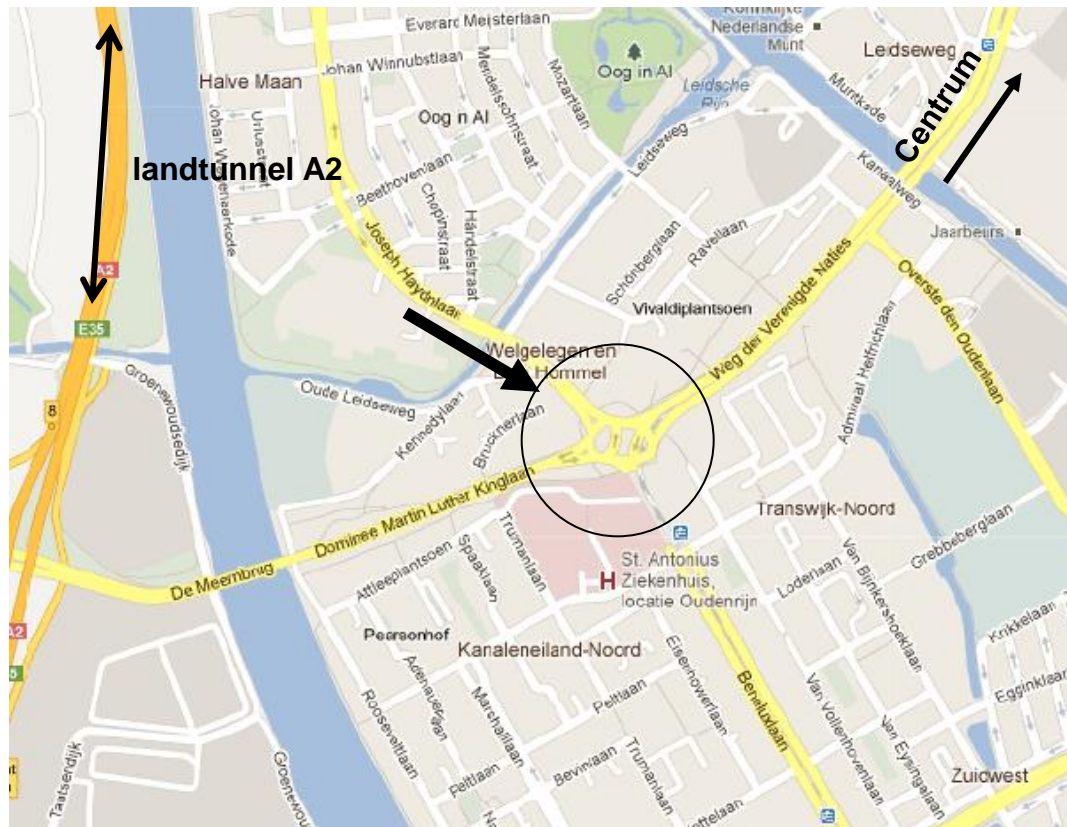 Everard Meisterlaan
Johan Winnubstlaan
Halve Maan
Mendelssohnstraat
Mozartlaan
Oog in Al
Nederlandse
Munt
Leidseweg
Centrum
Muntkade
Leidsche
Rijn
Leidseweg
Oog in Al
landtunnel A2
Beethovenlaan
Chopinstraat
Händelstraat
Joseph Haydnlaan
Kanaalweg
Jaarbeurs
Schönberglaan
Ravellaan
Vivaldiplantsoen
Weg der Verenigde Naties
Overste den Oudenlaan
Admiraal Helfrichlaan
A2
E35
8
Groenewoudsedijk
Oude Leidseweg
Welgelegen en
Hommel
Kennedylaan
Brucknerlaan
Dominee Martin Luther Kinglaan
De Meernbrug
Attleeplantsoen
Spaaklaan
Trumanlaan
H
St. Antonius
Ziekenhuis,
locatie Oudenrijn
Transwijk-Noord
Van Bijnkershoeklaan
Grebbeberglaan
Loderlaan
Krikkelaan
Egginklaan
A2
Pearsonhof
Kanaleneiland-Noord
Adenauerlaan
Rooseveltlaan
Marshalllaan
Peltlaan
Eisenhowerlaan
Beneluxlaan
Van Vollenhovenlaan
Van Eysingalaan
Zuidwest
Peltlaan
Bevinlaan
Trumanlaan
Taatsendijk